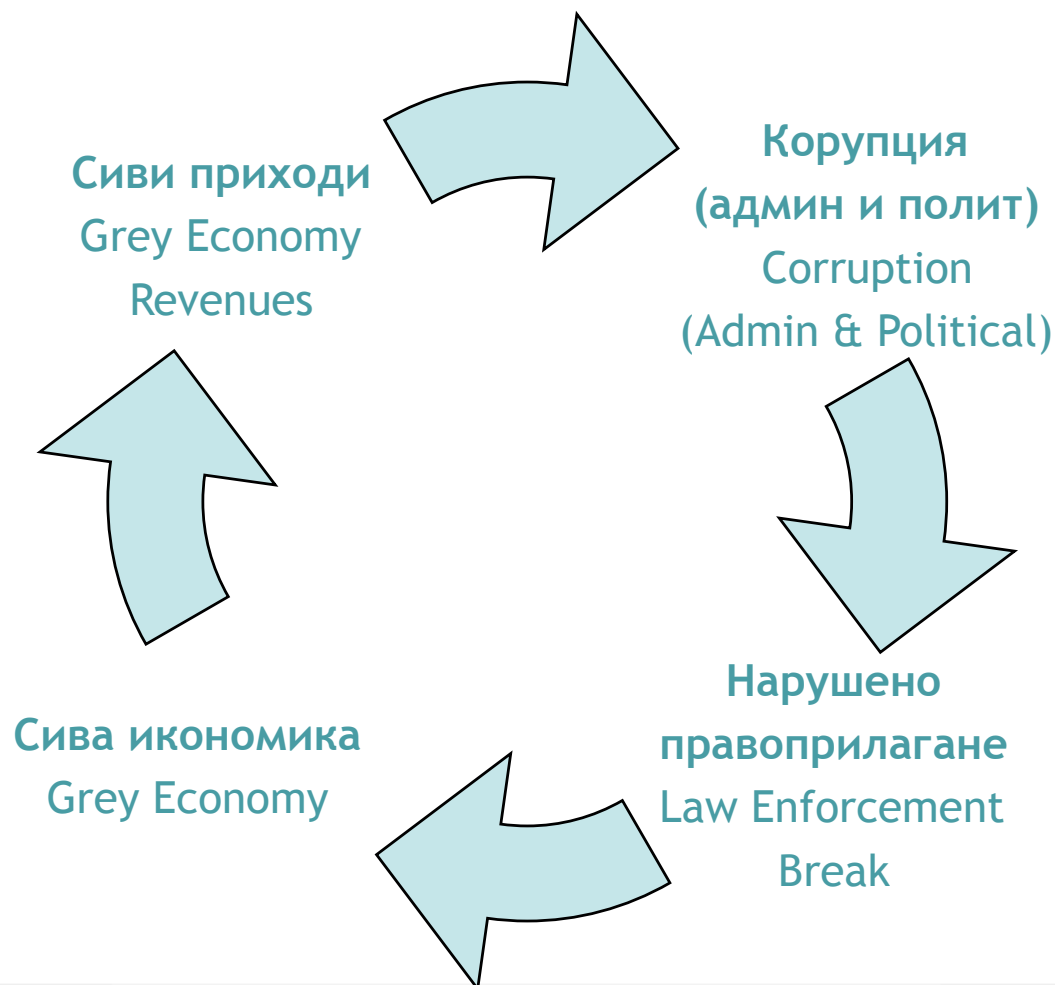 Сиви приходи
Grey Economy
Revenues
Корупция
(админ и полит)
Corruption
(Admin & Political)
Нарушено
правоприлагане
Law Enforcement
Break
Сива икономика
Grey Economy